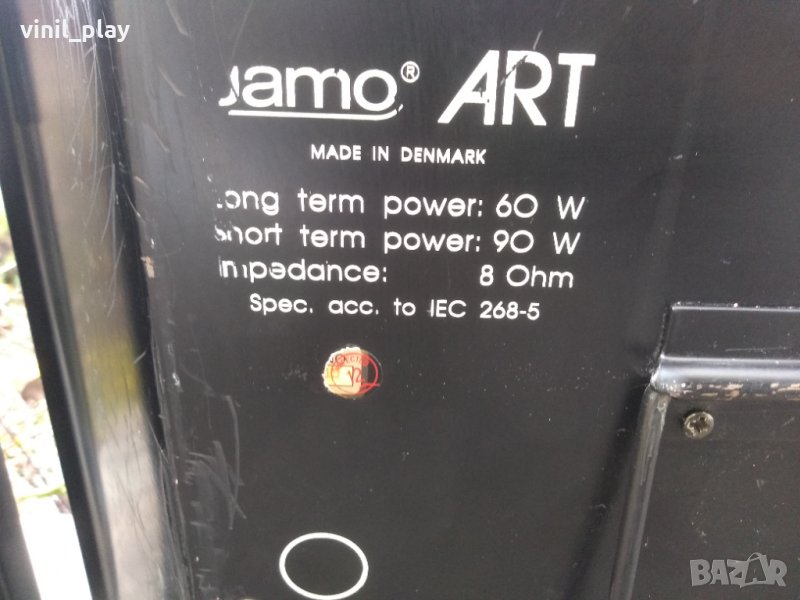 vinil_play
Jamo® ART
MADE IN DENMARK
Long term power: 60 W
Short term power: 90 W
Impedance: 8 Ohm
Spec. acc. to IEC 268-5
BAZAR